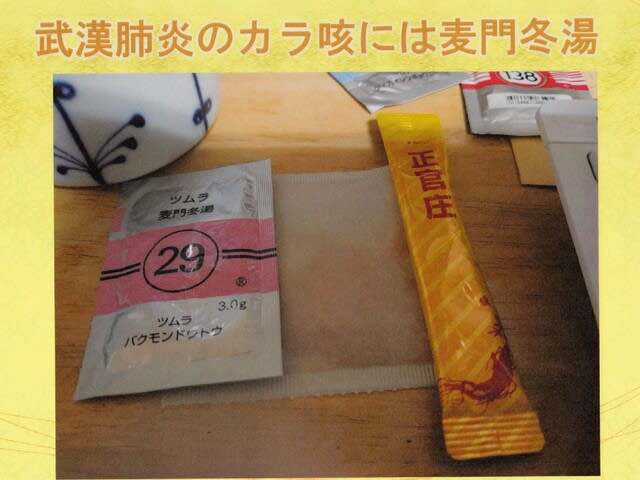 武漢肺炎のカラ咳には麦門冬湯
138
正官庄
ツムラ
麦門冬湯
29
®
3.0g
ツムラ
バクモンドウトウ